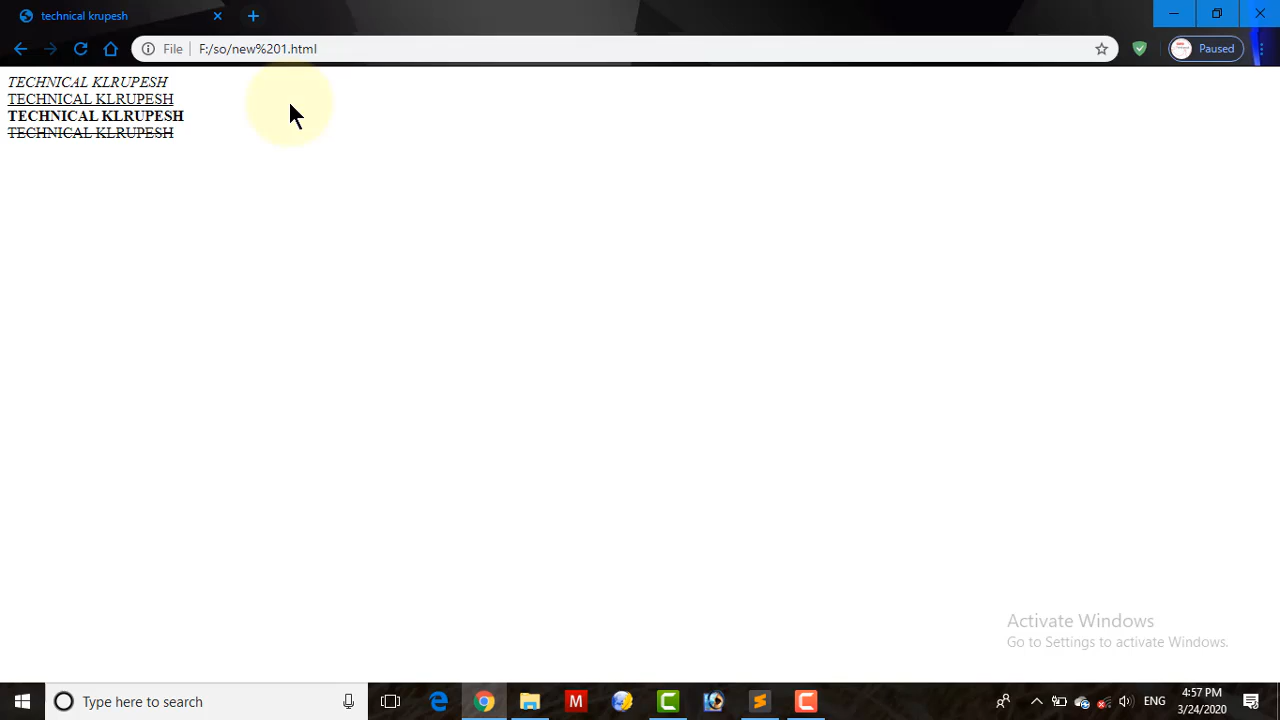 technical krupesh
File
F:/so/new%201.html
Paused
TECHNICAL KLRUPESH
TECHNICAL KLRUPESH
TECHNICAL KLRUPESH
TECHNICAL KLRUPESH
Activate Windows
Go to Settings to activate Windows.
Type here to search
M
ENG
4:57 PM
3/24/2020